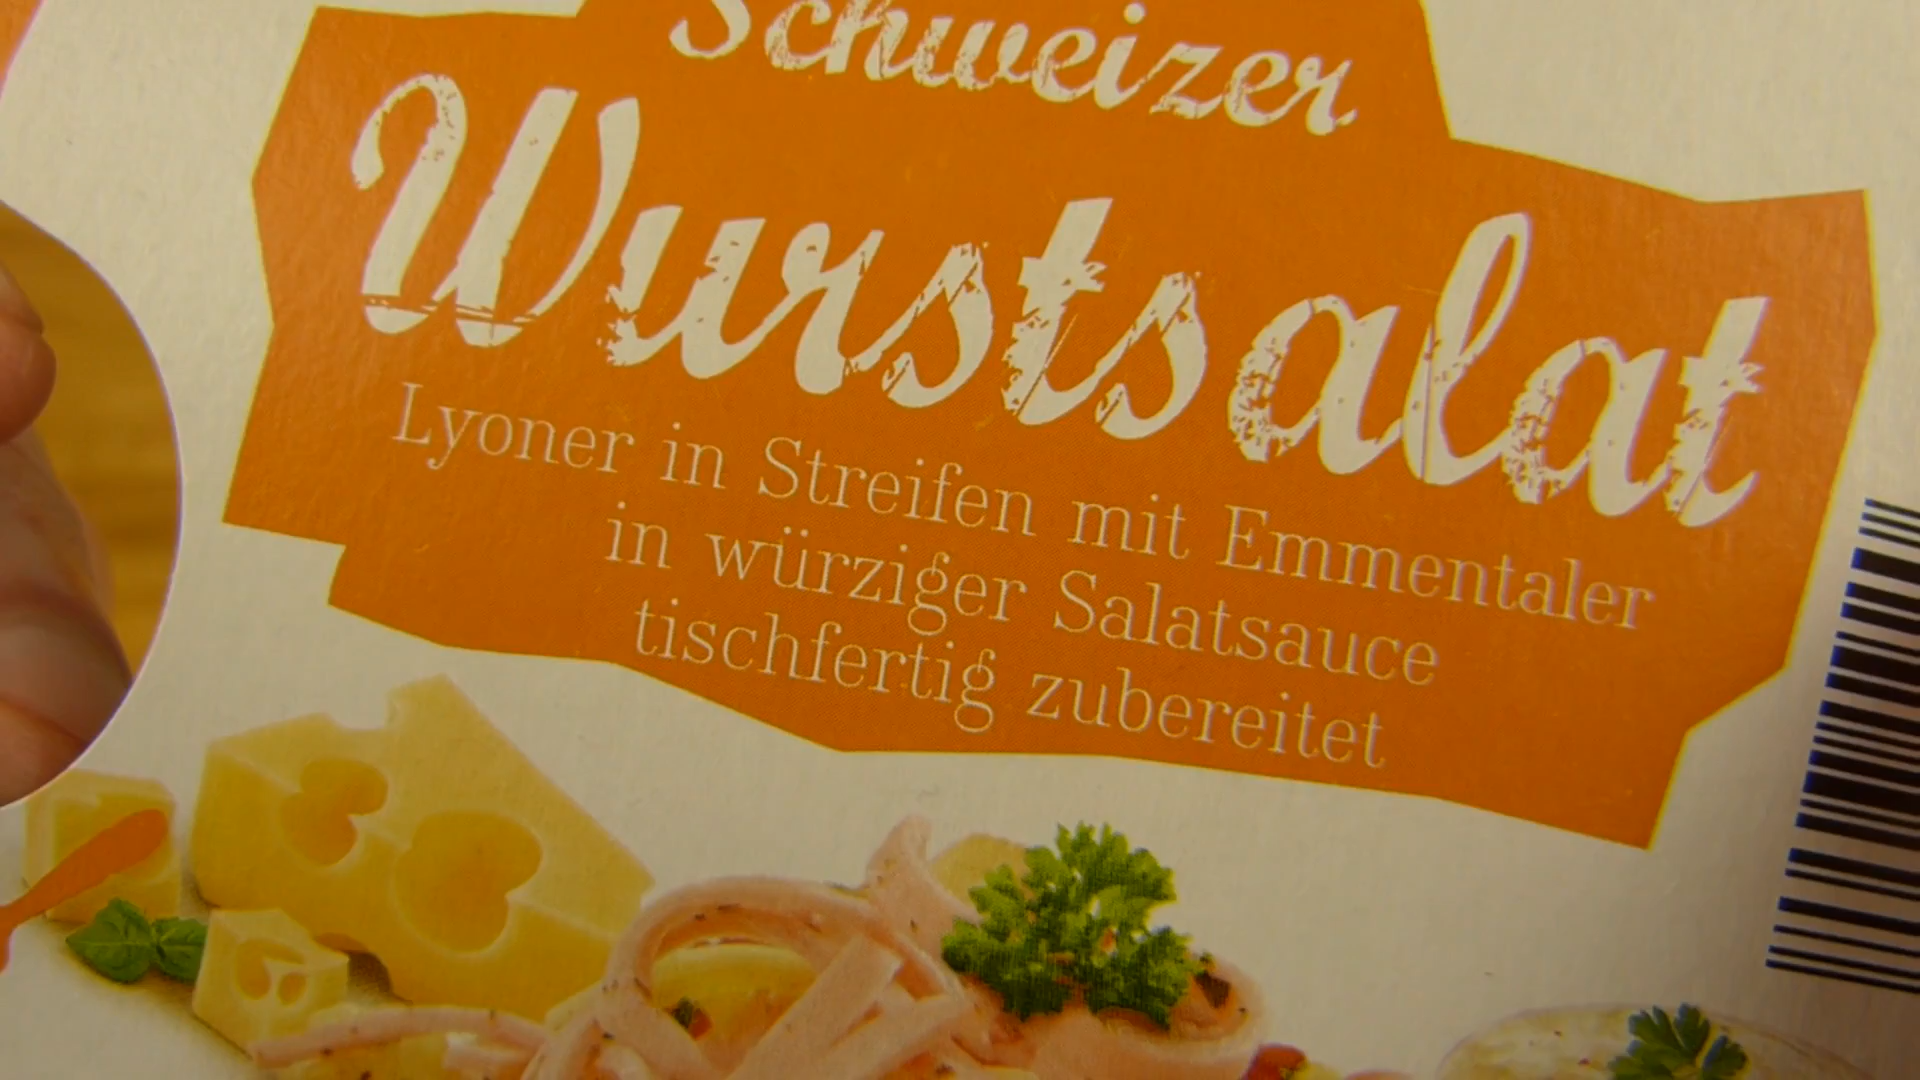 Schweizer
Wurstsalat
Lyoner in Streifen mit Emmentaler
in würziger Salatsauce
tischfertig zubereitet